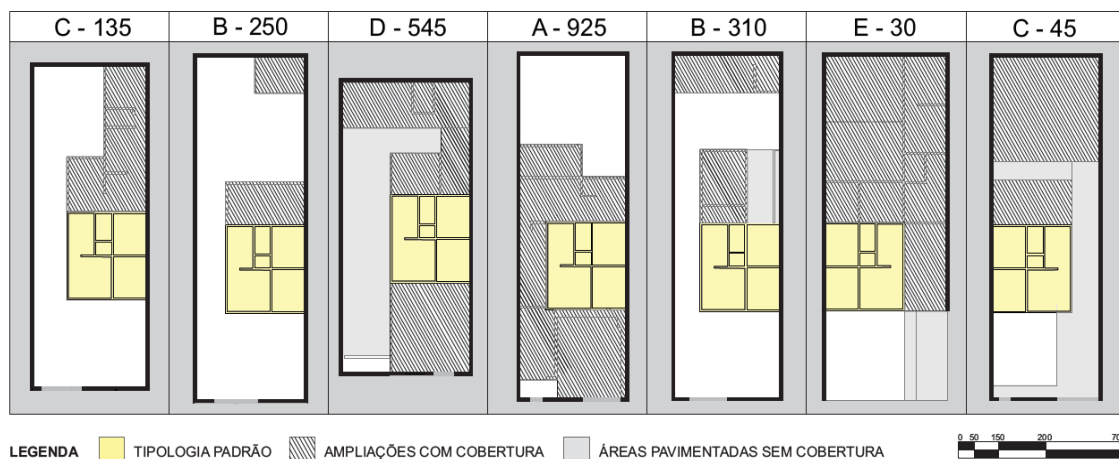 C - 135 B - 250 D - 545 A - 925 B - 310 E - 30 C - 45
LEGENDA TIPOLOGIA PADRÃO AMPLIAÇÕES COM COBERTURA ÁREAS PAVIMENTADAS SEM COBERTURA
0 50 150 200